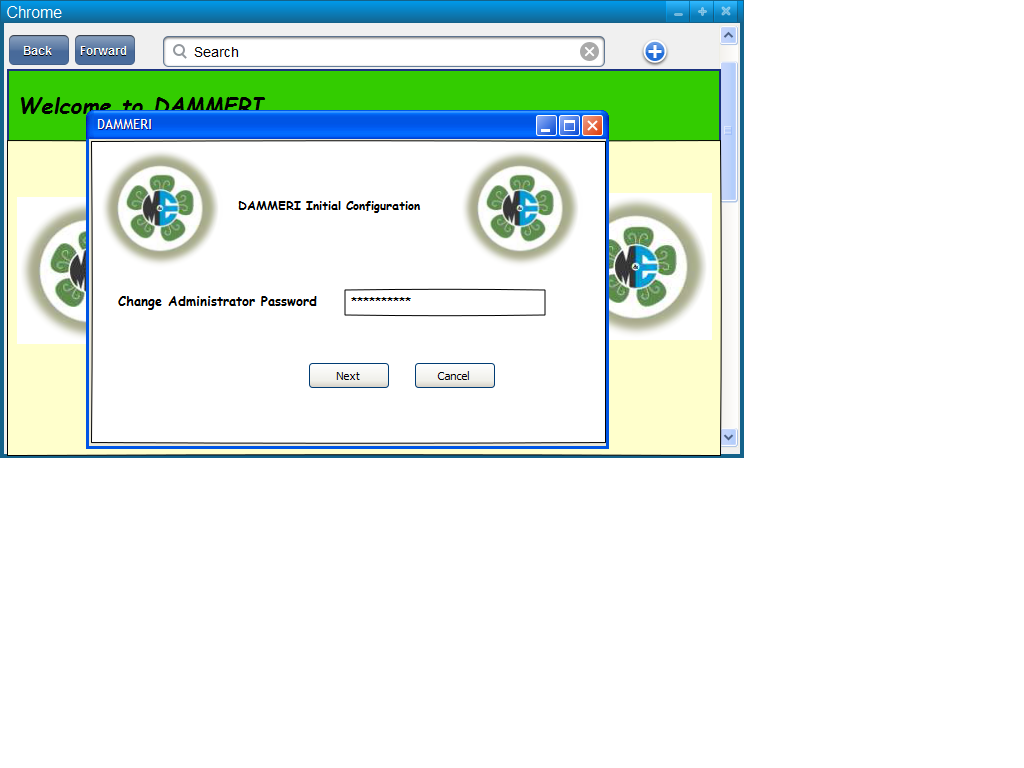 Chrome
Back
Forward
Search
Welcome to DAMMERI
DAMMERI
M&E
M&E
DAMMERI Initial Configuration
M&E
Change Administrator Password
**********
Next
Cancel